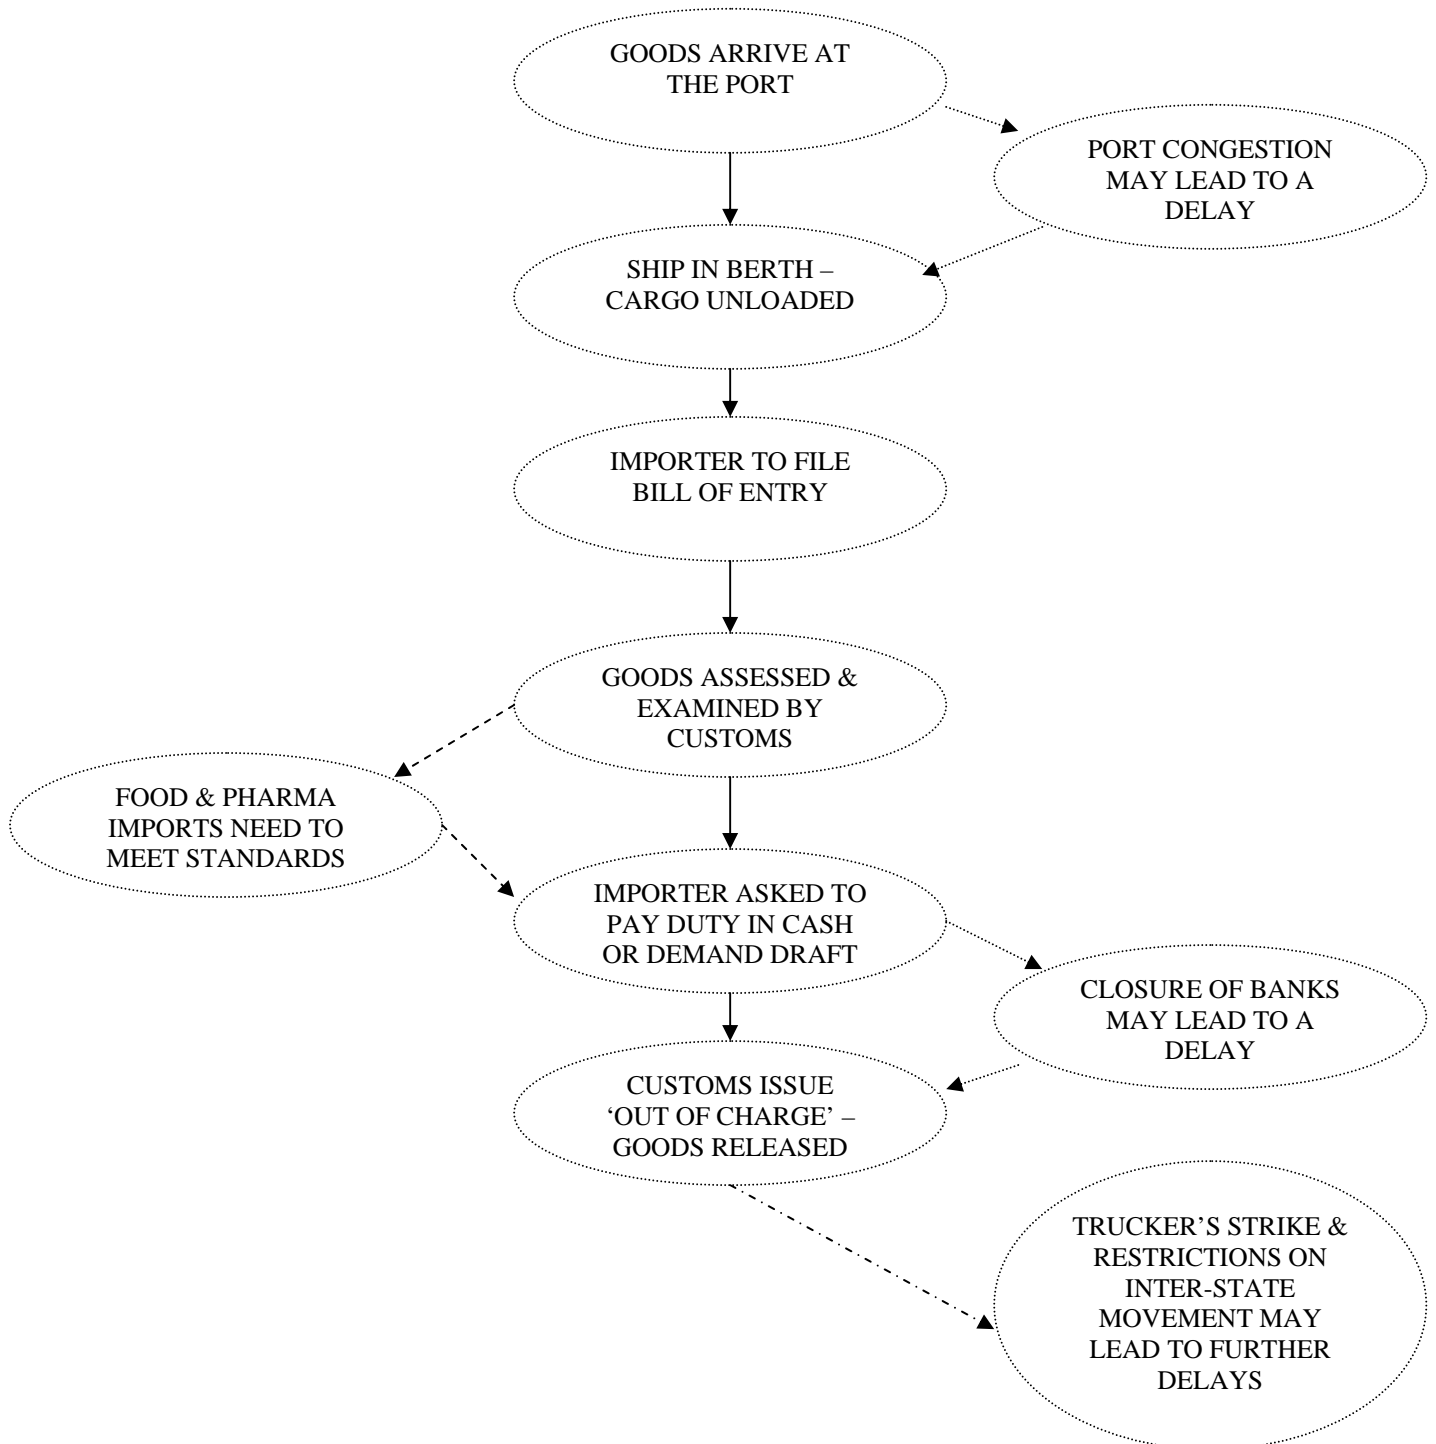 GOODS ARRIVE AT
THE PORT
PORT CONGESTION
MAY LEAD TO A
DELAY
SHIP IN BERTH –
CARGO UNLOADED
IMPORTER TO FILE
BILL OF ENTRY
GOODS ASSESSED &
EXAMINED BY
CUSTOMS
FOOD & PHARMA
IMPORTS NEED TO
MEET STANDARDS
IMPORTER ASKED TO
PAY DUTY IN CASH
OR DEMAND DRAFT
CLOSURE OF BANKS
MAY LEAD TO A
DELAY
CUSTOMS ISSUE
‘OUT OF CHARGE’ –
GOODS RELEASED
TRUCKER’S STRIKE &
RESTRICTIONS ON
INTER-STATE
MOVEMENT MAY
LEAD TO FURTHER
DELAYS